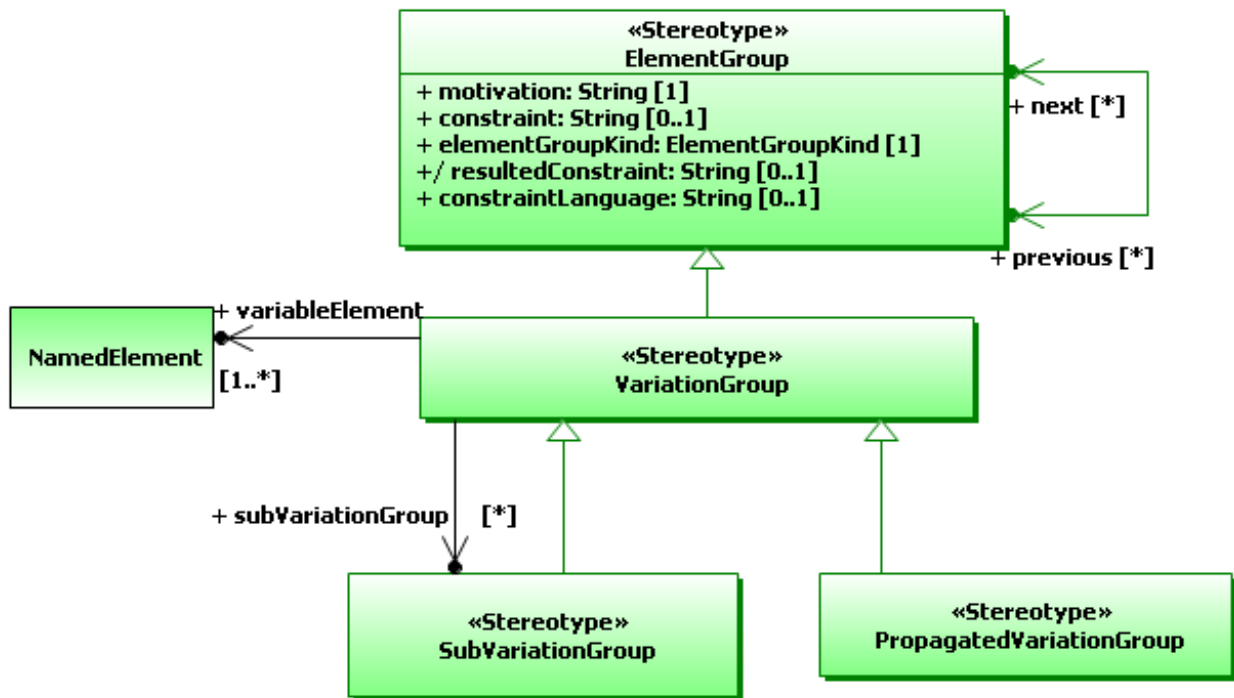 «Stereotype»
ElementGroup
+ motivation: String [1]
+ constraint: String [0..1]
+ elementGroupKind: ElementGroupKind [1]
+/ resultedConstraint: String [0..1]
+ constraintLanguage: String [0..1]
+ next [*]
+ previous [*]
+ variableElement
NamedElement
[1..*]
«Stereotype»
VariationGroup
+ subVariationGroup [*]
«Stereotype»
SubVariationGroup
«Stereotype»
PropagatedVariationGroup